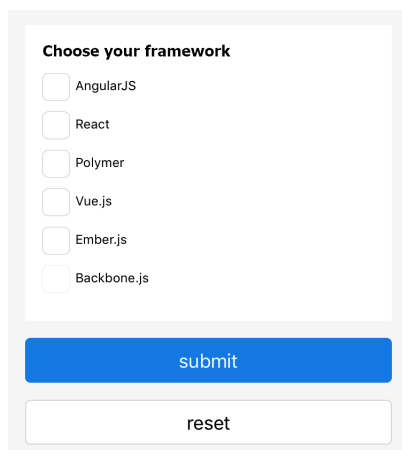 Choose your framework
AngularJS
React
Polymer
Vue.js
Ember.js
Backbone.js
submit
reset